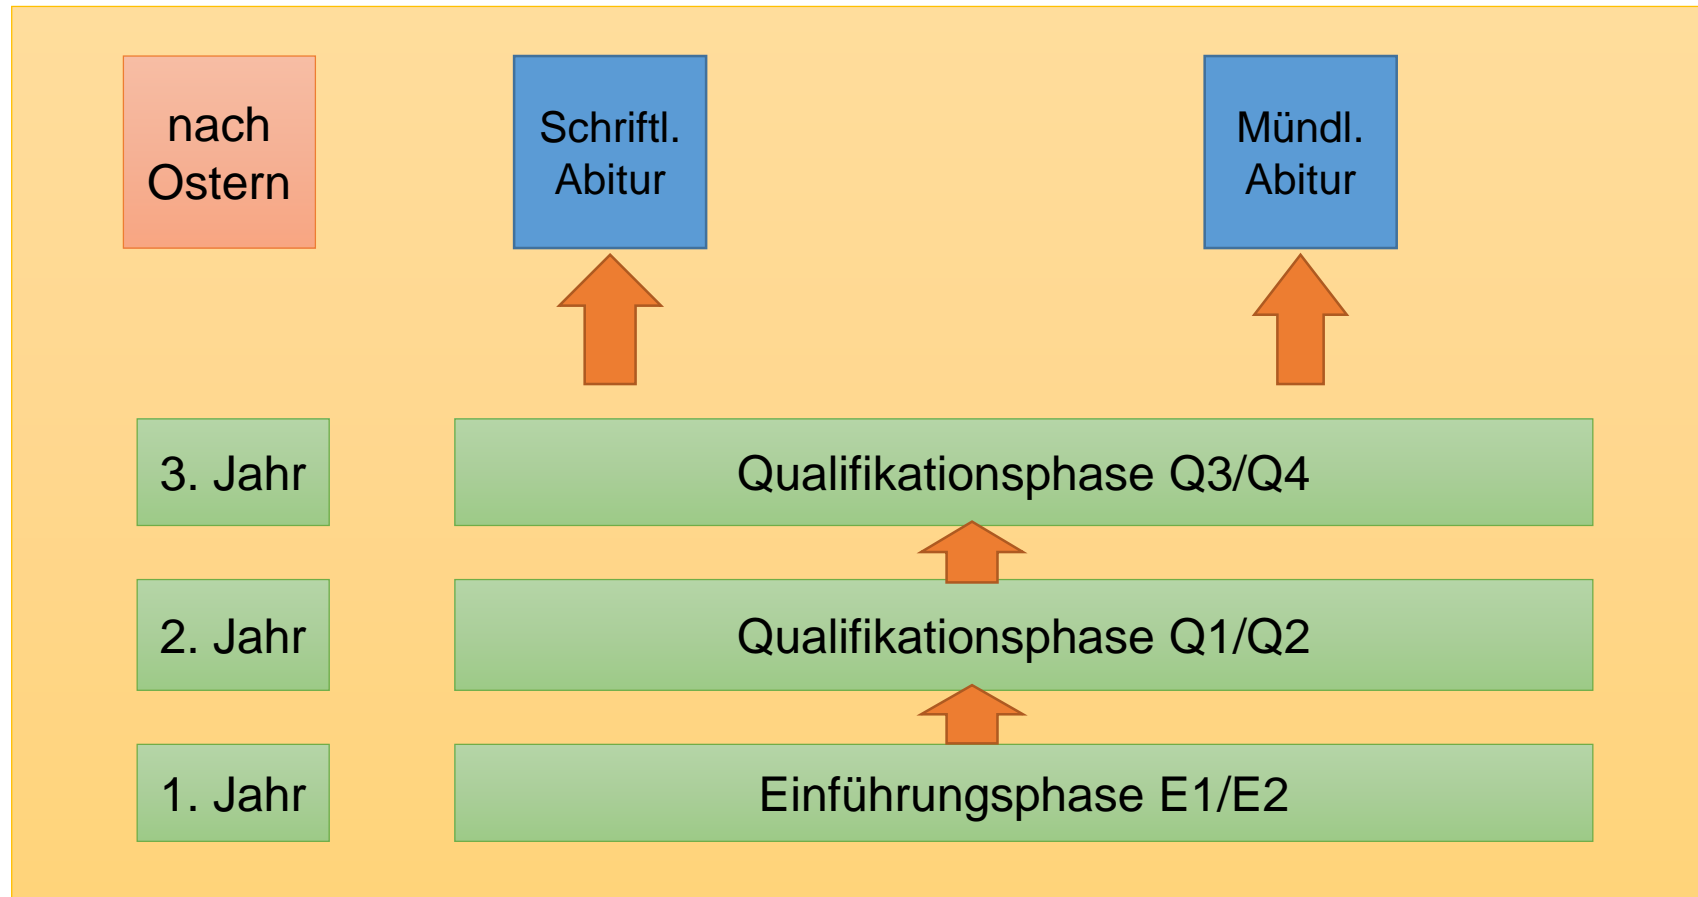 nach
Ostern
Schriftl.
Abitur
Mündl.
Abitur
3. Jahr
Qualifikationsphase Q3/Q4
2. Jahr
Qualifikationsphase Q1/Q2
1. Jahr
Einführungsphase E1/E2